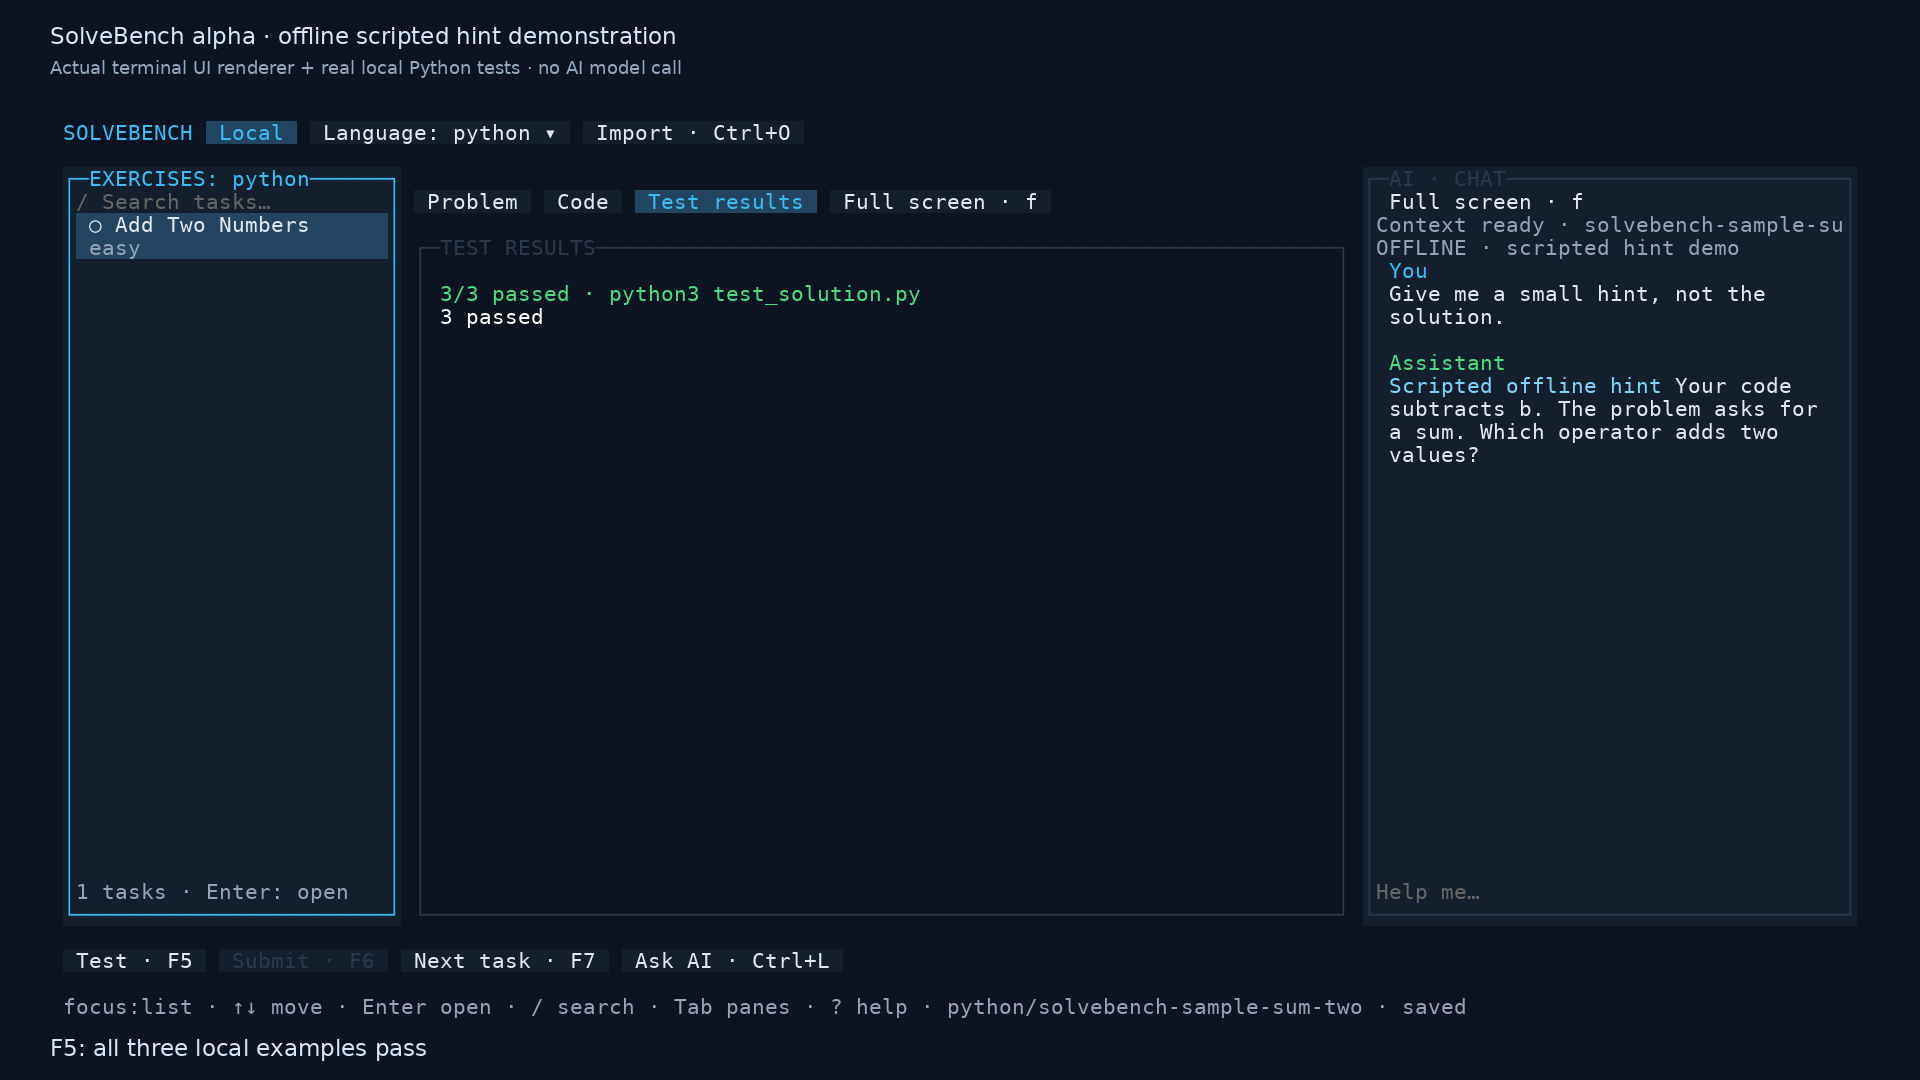 SolveBench alpha · offline scripted hint demonstration
Actual terminal UI renderer + real local Python tests · no AI model call
SOLVEBENCH Local Language: python ▾ Import · Ctrl+O
EXERCISES: python
/ Search tasks…
○ Add Two Numbers
easy
1 tasks · Enter: open
Problem Code Test results Full screen · f
TEST RESULTS
3/3 passed · python3 test_solution.py
3 passed
AI · CHAT
Full screen · f
Context ready · solvebench-sample-su
OFFLINE · scripted hint demo
You
Give me a small hint, not the
solution.
Assistant
Scripted offline hint Your code
subtracts b. The problem asks for
a sum. Which operator adds two
values?
Help me…
Test · F5 Submit · F6 Next task · F7 Ask AI · Ctrl+L
focus:list · ↑↓ move · Enter open · / search · Tab panes · ? help · python/solvebench-sample-sum-two · saved
F5: all three local examples pass